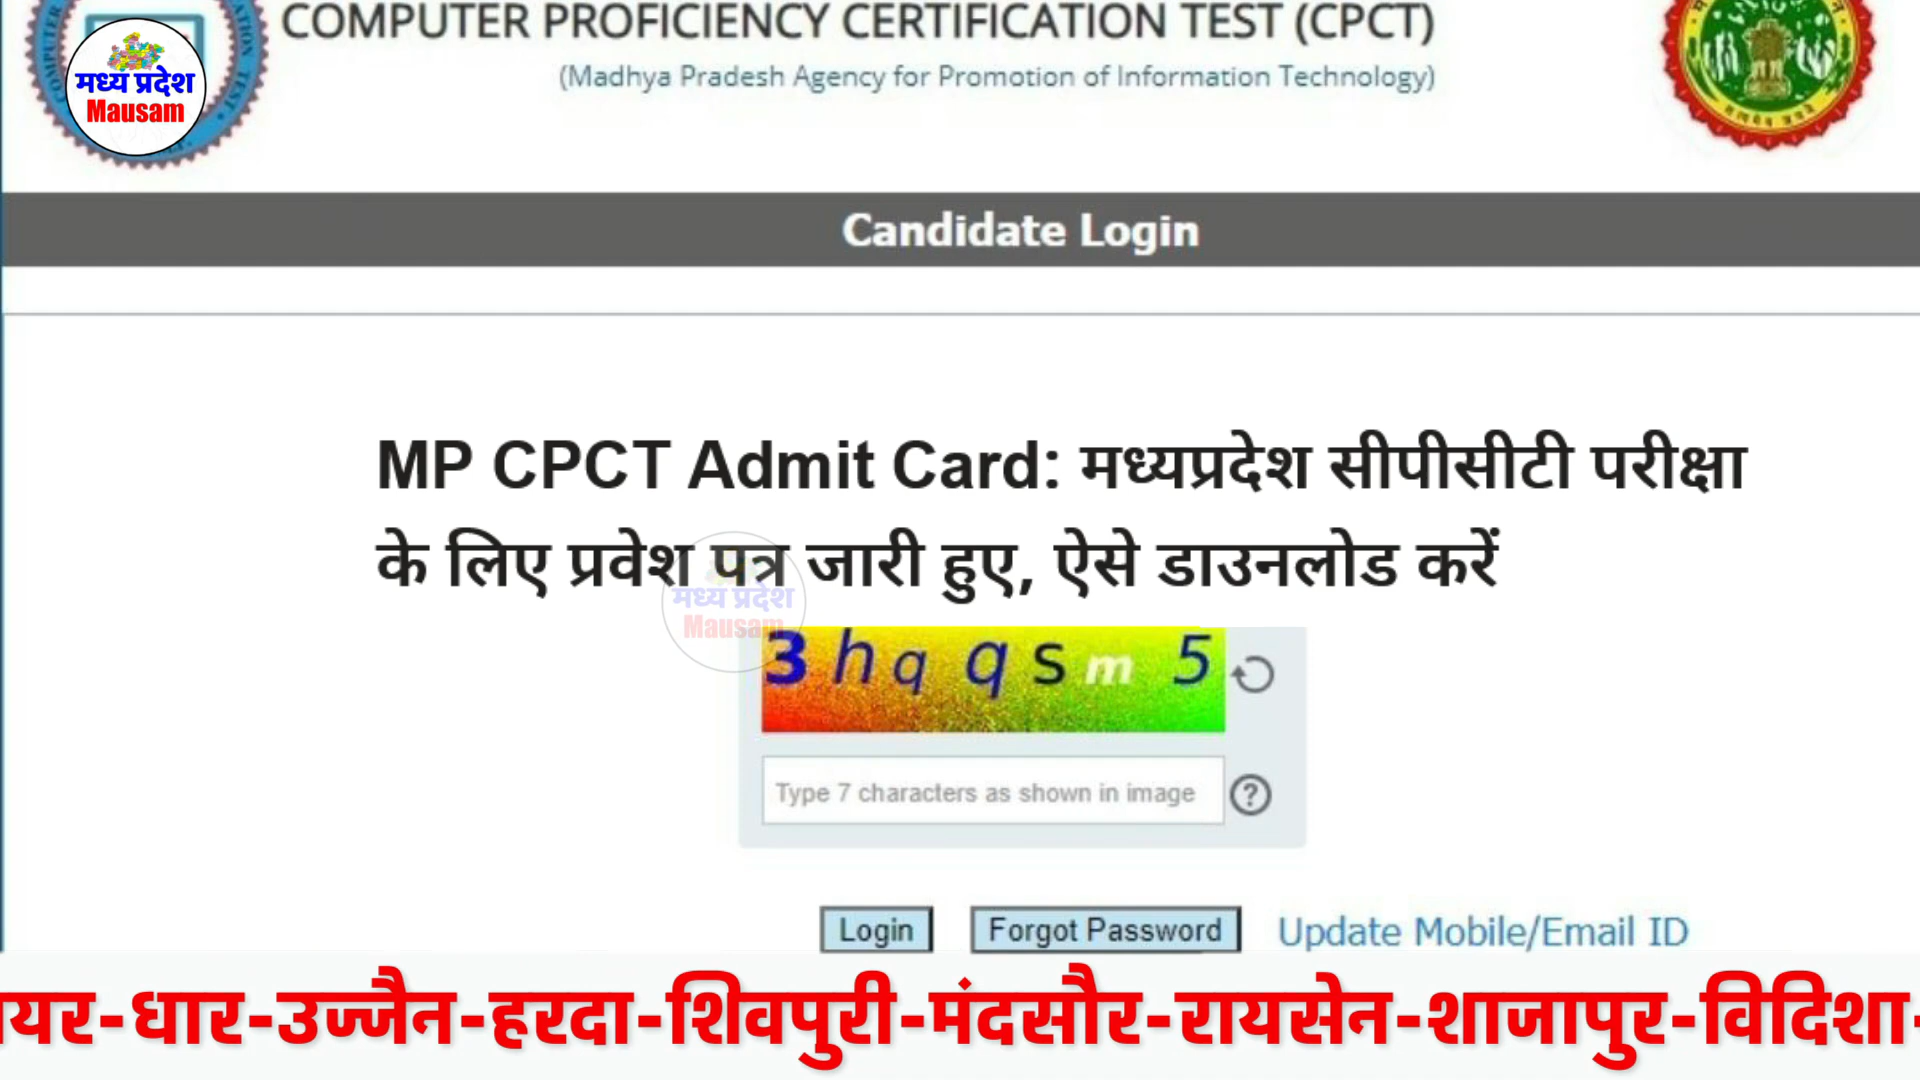 COMPUTER PROFICIENCY CERTIFICATION TEST (CPCT)
(Madhya Pradesh Agency for Promotion of Information Technology)
मध्य प्रदेश
Mausam
Candidate Login
MP CPCT Admit Card: मध्यप्रदेश सीपीसीटी परीक्षा
के लिए प्रवेश पत्र जारी हुए, ऐसे डाउनलोड करें
मध्य प्रदेश
Mausam
3 h q q s m 5
Type 7 characters as shown in image
Login Forgot Password Update Mobile/Email ID
यर-धार-उज्जैन-हरदा-शिवपुरी-मंदसौर-रायसेन-शाजापुर-विदिशा-